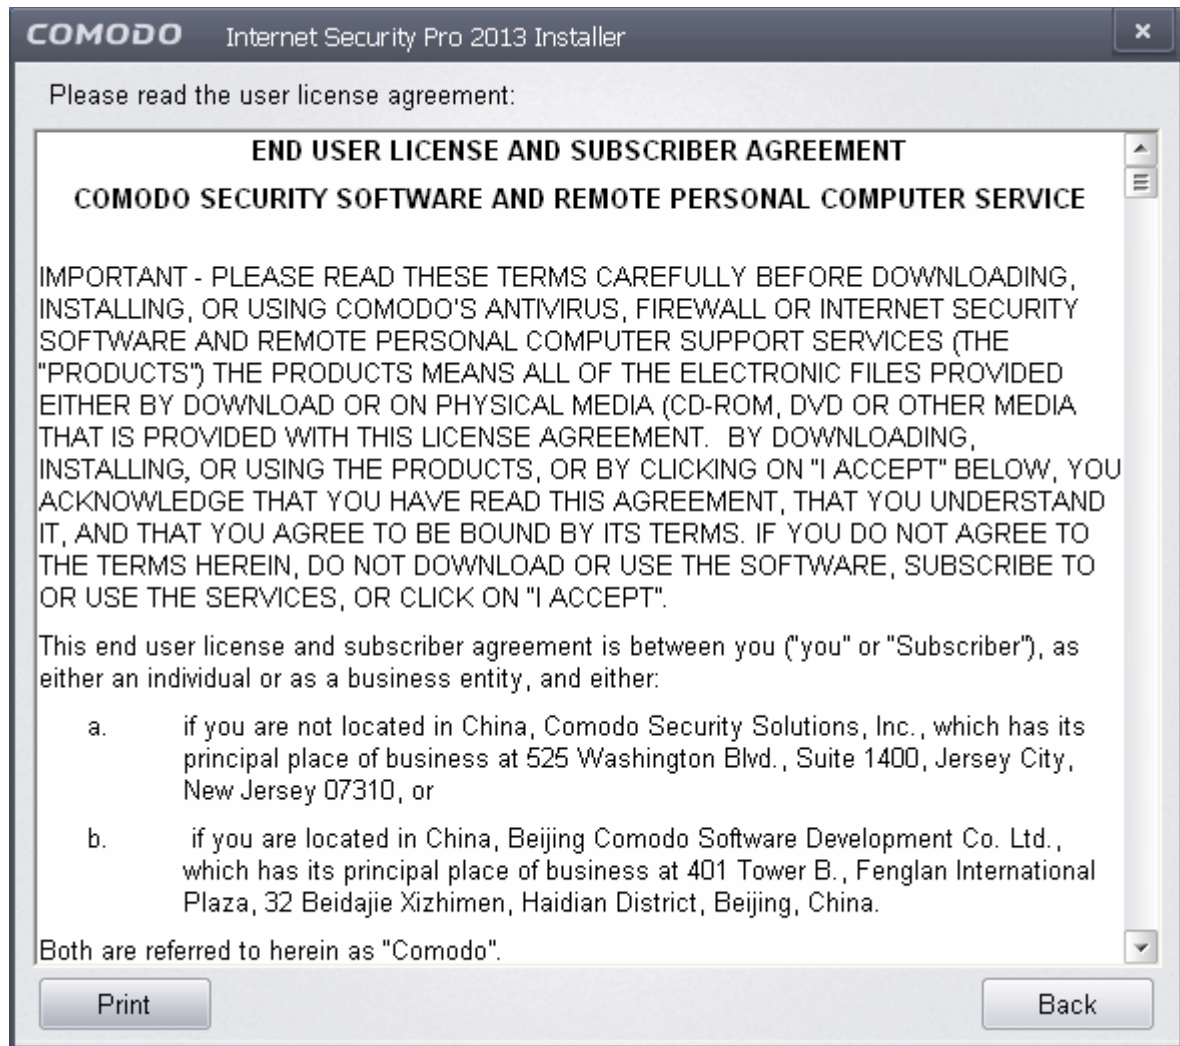 COMODO Internet Security Pro 2013 Installer
Please read the user license agreement:
END USER LICENSE AND SUBSCRIBER AGREEMENT
COMODO SECURITY SOFTWARE AND REMOTE PERSONAL COMPUTER SERVICE
IMPORTANT - PLEASE READ THESE TERMS CAREFULLY BEFORE DOWNLOADING,
INSTALLING, OR USING COMODO'S ANTIVIRUS, FIREWALL OR INTERNET SECURITY
SOFTWARE AND REMOTE PERSONAL COMPUTER SUPPORT SERVICES (THE
"PRODUCTS") THE PRODUCTS MEANS ALL OF THE ELECTRONIC FILES PROVIDED
EITHER BY DOWNLOAD OR ON PHYSICAL MEDIA (CD-ROM, DVD OR OTHER MEDIA
THAT IS PROVIDED WITH THIS LICENSE AGREEMENT.  BY DOWNLOADING,
INSTALLING, OR USING THE PRODUCTS, OR BY CLICKING ON "I ACCEPT" BELOW, YOU
ACKNOWLEDGE THAT YOU HAVE READ THIS AGREEMENT, THAT YOU UNDERSTAND
IT, AND THAT YOU AGREE TO BE BOUND BY ITS TERMS. IF YOU DO NOT AGREE TO
THE TERMS HEREIN, DO NOT DOWNLOAD OR USE THE SOFTWARE, SUBSCRIBE TO
OR USE THE SERVICES, OR CLICK ON "I ACCEPT".
This end user license and subscriber agreement is between you ("you" or "Subscriber"), as
either an individual or as a business entity, and either:
a. if you are not located in China, Comodo Security Solutions, Inc., which has its
principal place of business at 525 Washington Blvd., Suite 1400, Jersey City,
New Jersey 07310, or
b. if you are located in China, Beijing Comodo Software Development Co. Ltd.,
which has its principal place of business at 401 Tower B., Fenglan International
Plaza, 32 Beidajie Xizhimen, Haidian District, Beijing, China.
Both are referred to herein as "Comodo".
Print Back